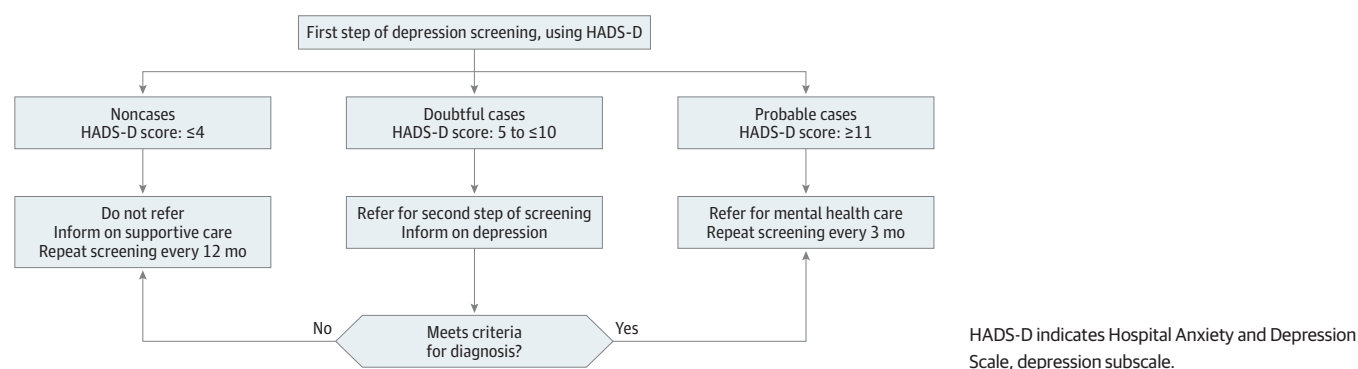 First step of depression screening, using HADS-D
Noncases
HADS-D score: ≤4
Doubtful cases
HADS-D score: 5 to ≤10
Probable cases
HADS-D score: ≥11
Do not refer
Inform on supportive care
Repeat screening every 12 mo
Refer for second step of screening
Inform on depression
Refer for mental health care
Repeat screening every 3 mo
No
Meets criteria
for diagnosis?
Yes
HADS-D indicates Hospital Anxiety and Depression
Scale, depression subscale.